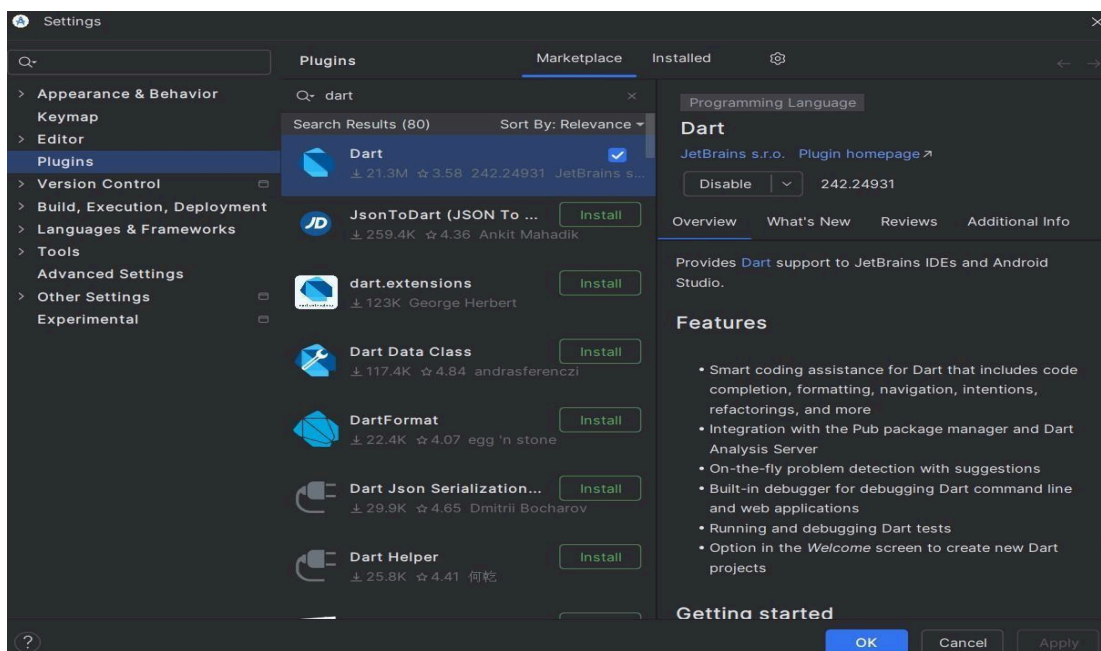 Settings
Appearance & Behavior
Keymap
Editor
Plugins
Version Control
Build, Execution, Deployment
Languages & Frameworks
Tools
Advanced Settings
Other Settings
Experimental
Plugins
Marketplace
Installed
dart
Search Results (80) Sort By: Relevance
Dart
21.3M 3.58 242.24931 JetBrains s...
JD
JsonToDart (JSON To ... Install
259.4K 4.36 Ankit Mahadik
dart.extensions Install
123K George Herbert
Dart Data Class Install
117.4K 4.84 andrasferenczi
DartFormat Install
22.4K 4.07 egg 'n stone
Dart Json Serialization... Install
29.9K 4.65 Dmitrii Bocharov
Dart Helper Install
25.8K 4.41 何乾
Programming Language
Dart
JetBrains s.r.o. Plugin homepage ↗
Disable 242.24931
Overview What's New Reviews Additional Info
Provides Dart support to JetBrains IDEs and Android
Studio.
Features
• Smart coding assistance for Dart that includes code
completion, formatting, navigation, intentions,
refactorings, and more
• Integration with the Pub package manager and Dart
Analysis Server
• On-the-fly problem detection with suggestions
• Built-in debugger for debugging Dart command line
and web applications
• Running and debugging Dart tests
• Option in the Welcome screen to create new Dart
projects
Getting started
?
OK Cancel Apply